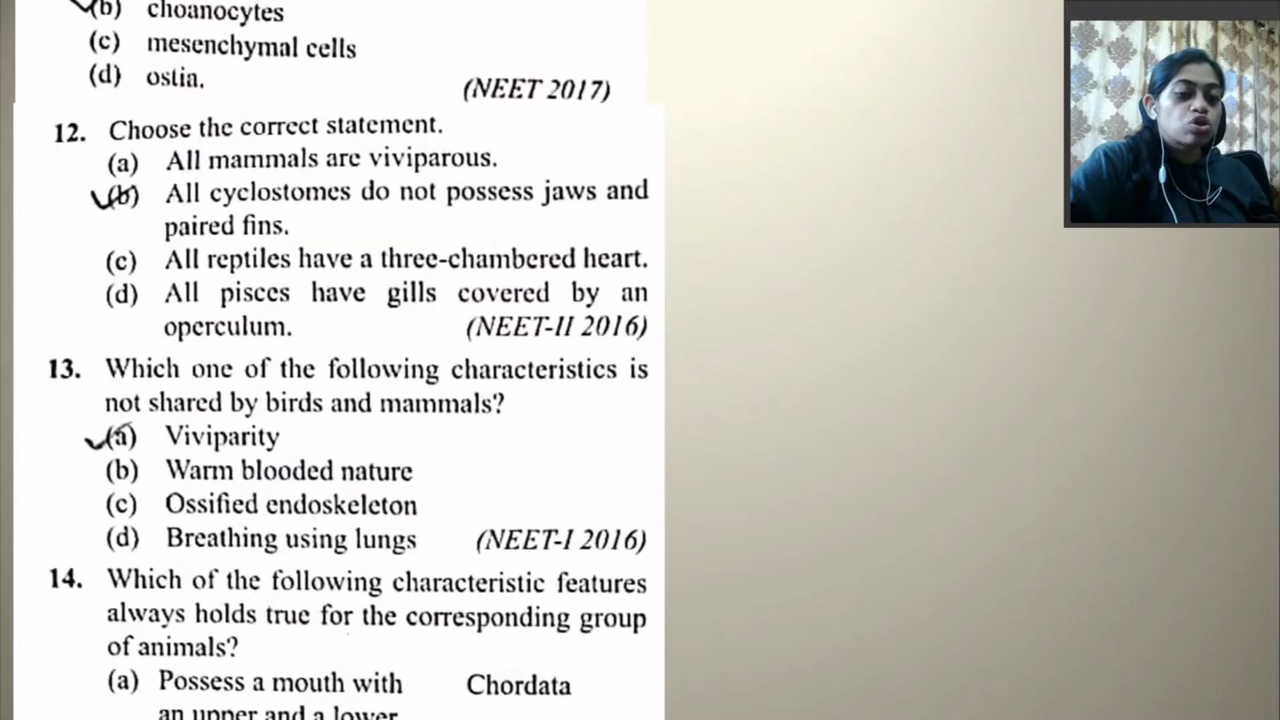 (b) choanocytes
(c) mesenchymal cells
(d) ostia. (NEET 2017)
12. Choose the correct statement.
(a) All mammals are viviparous.
(b) All cyclostomes do not possess jaws and
paired fins.
(c) All reptiles have a three-chambered heart.
(d) All pisces have gills covered by an
operculum. (NEET-II 2016)
13. Which one of the following characteristics is
not shared by birds and mammals?
(a) Viviparity
(b) Warm blooded nature
(c) Ossified endoskeleton
(d) Breathing using lungs (NEET-I 2016)
14. Which of the following characteristic features
always holds true for the corresponding group
of animals?
(a) Possess a mouth with Chordata
an upper and a lower